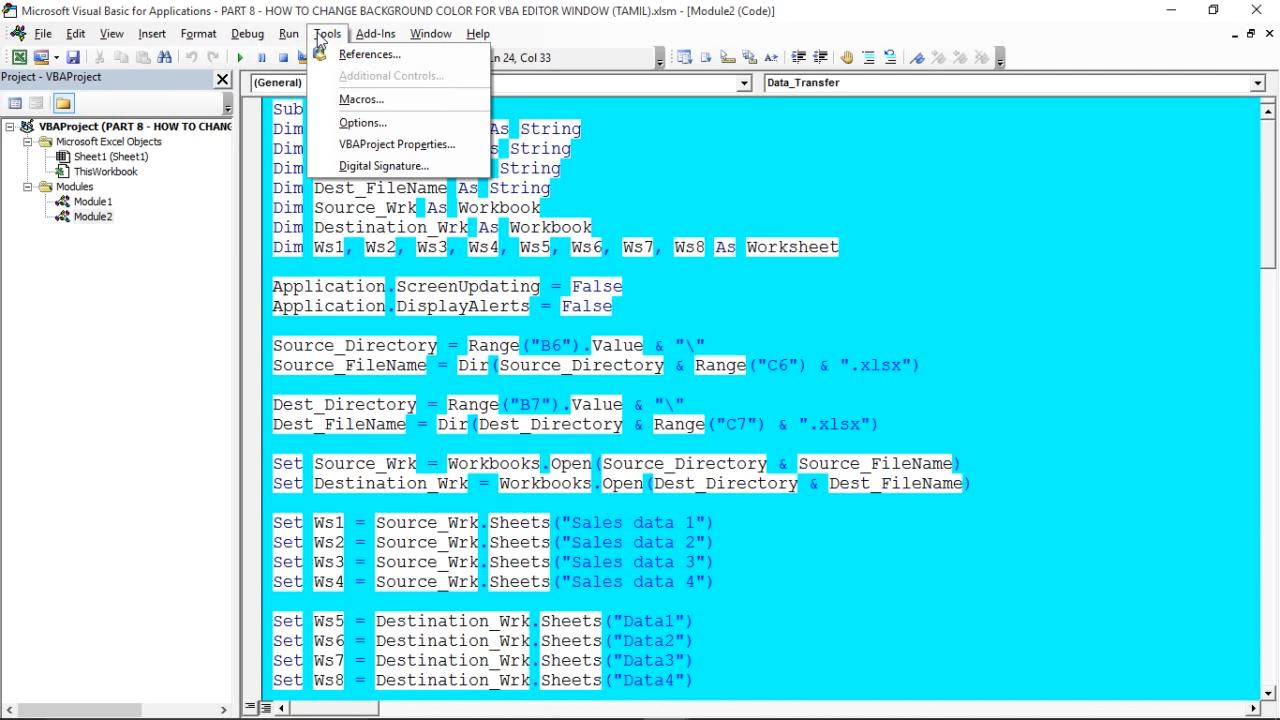 Microsoft Visual Basic for Applications - PART 8 - HOW TO CHANGE BACKGROUND COLOR FOR VBA EDITOR WINDOW (TAMIL).xlsm - [Module2 (Code)]
File Edit View Insert Format Debug Run Tools Add-Ins Window Help
Ln 24, Col 33
References...
Additional Controls...
Macros...
Options...
VBAProject Properties...
Digital Signature...
Project - VBAProject
VBAProject (PART 8 - HOW TO CHANG
Microsoft Excel Objects
Sheet1 (Sheet1)
ThisWorkbook
Modules
Module1
Module2
(General)
Data_Transfer
Sub
Dim As String
Dim s String
Dim String
Dim Dest_FileName As String
Dim Source_Wrk As Workbook
Dim Destination_Wrk As Workbook
Dim Ws1, Ws2, Ws3, Ws4, Ws5, Ws6, Ws7, Ws8 As Worksheet
Application.ScreenUpdating = False
Application.DisplayAlerts = False
Source_Directory = Range("B6").Value & "\"
Source_FileName = Dir(Source_Directory & Range("C6") & ".xlsx")
Dest_Directory = Range("B7").Value & "\"
Dest_FileName = Dir(Dest_Directory & Range("C7") & ".xlsx")
Set Source_Wrk = Workbooks.Open(Source_Directory & Source_FileName)
Set Destination_Wrk = Workbooks.Open(Dest_Directory & Dest_FileName)
Set Ws1 = Source_Wrk.Sheets("Sales data 1")
Set Ws2 = Source_Wrk.Sheets("Sales data 2")
Set Ws3 = Source_Wrk.Sheets("Sales data 3")
Set Ws4 = Source_Wrk.Sheets("Sales data 4")
Set Ws5 = Destination_Wrk.Sheets("Data1")
Set Ws6 = Destination_Wrk.Sheets("Data2")
Set Ws7 = Destination_Wrk.Sheets("Data3")
Set Ws8 = Destination_Wrk.Sheets("Data4")